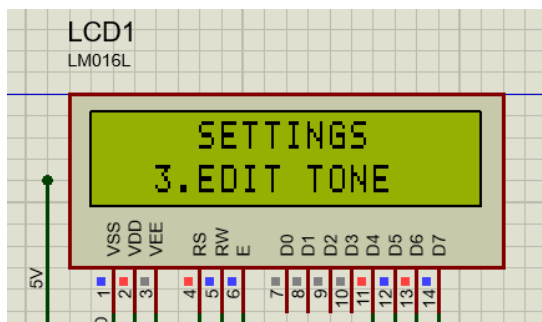 LCD1
LM016L
SETTINGS
3.EDIT TONE
VSS VDD VEE RS RW E D0 D1 D2 D3 D4 D5 D6 D7
5V
1 2 3 4 5 6 7 8 9 10 11 12 13 14